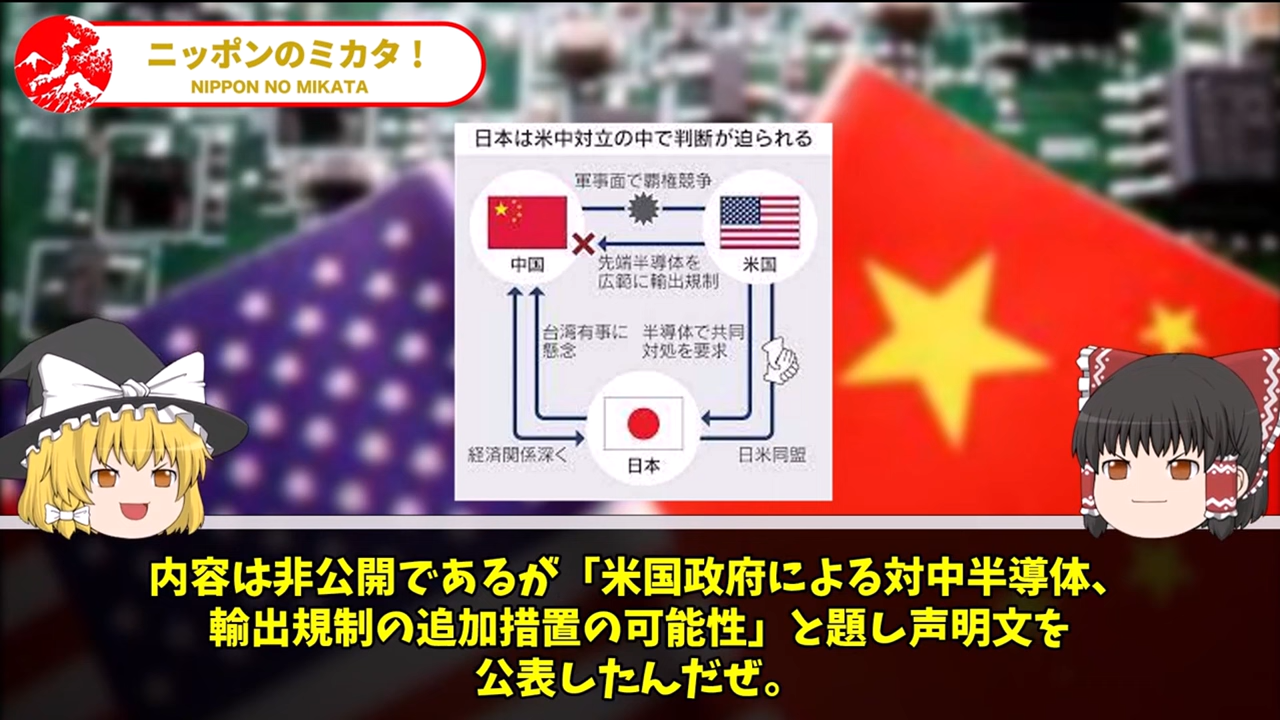 ニッポンのミカタ！
NIPPON NO MIKATA
日本は米中対立の中で判断が迫られる
軍事面で覇権競争
中国
米国
先端半導体を
広範に輸出規制
台湾有事に
懸念
半導体で共同
対処を要求
経済関係深く
日本
日米同盟
内容は非公開であるが「米国政府による対中半導体、
輸出規制の追加措置の可能性」と題し声明文を
公表したんだぜ。